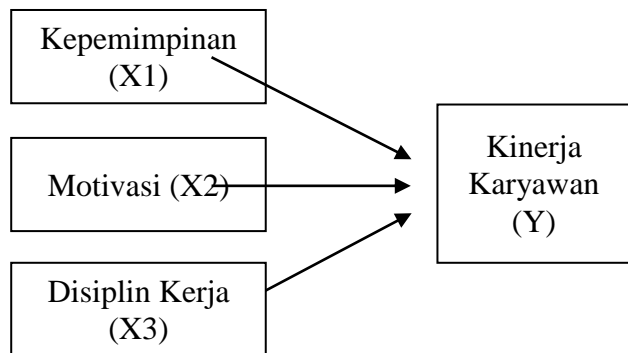 Kepemimpinan
(X1)
Motivasi (X2)
Disiplin Kerja
(X3)
Kinerja
Karyawan
(Y)